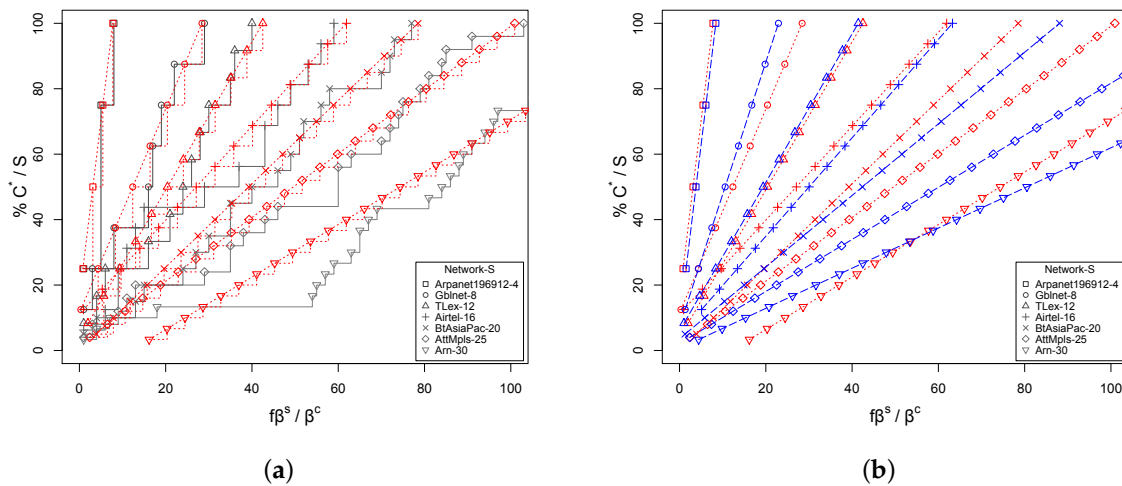 % C* / S
100
80
60
40
20
0
Network-S
Arpanet196912-4
Gblnet-8
TLex-12
Airtel-16
BtAsiaPac-20
AttMpls-25
Arn-30
0 20 40 60 80 100
fβˢ / βᶜ
(a)
% C* / S
100
80
60
40
20
0
Network-S
Arpanet196912-4
Gblnet-8
TLex-12
Airtel-16
BtAsiaPac-20
AttMpls-25
Arn-30
0 20 40 60 80 100
fβˢ / βᶜ
(b)